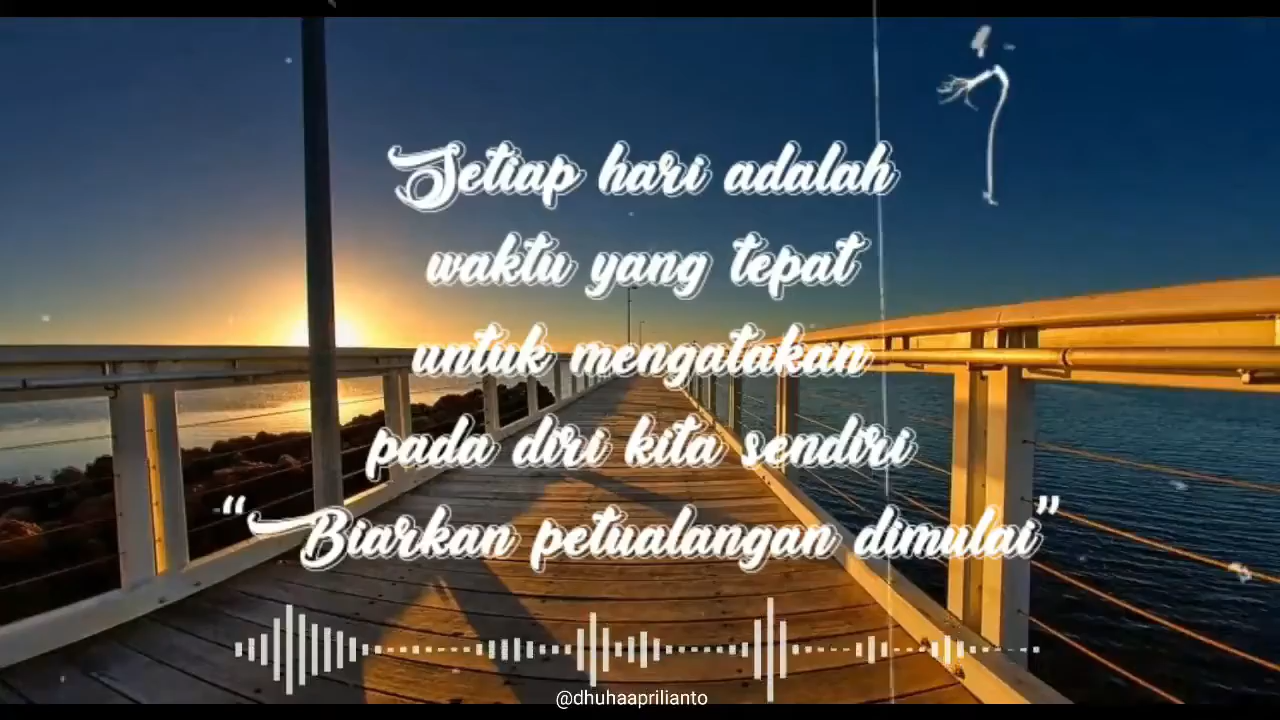 Setiap hari adalah
waktu yang tepat
untuk mengatakan
pada diri kita sendiri
“Biarkan petualangan dimulai”
@dhuhaaprilianto